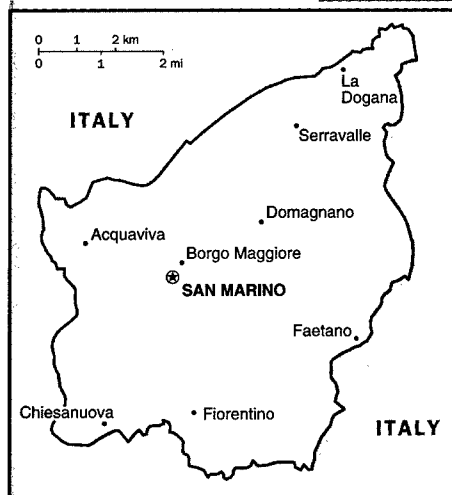 0 1 2 km
0 1 2 mi
ITALY
La
Dogana
Serravalle
Domagnano
Acquaviva
Borgo Maggiore
SAN MARINO
Faetano
Chiesanuova
Fiorentino
ITALY